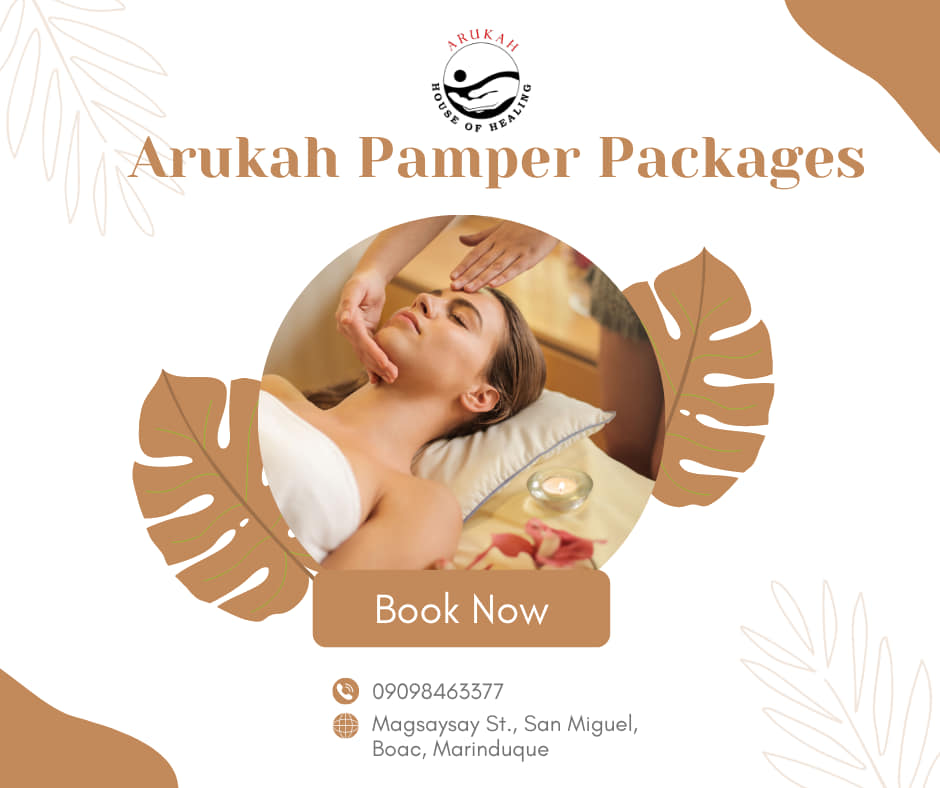 ARUKAH
HOUSE OF HEALING
Arukah Pamper Packages
Book Now
09098463377
Magsaysay St., San Miguel,
Boac, Marinduque